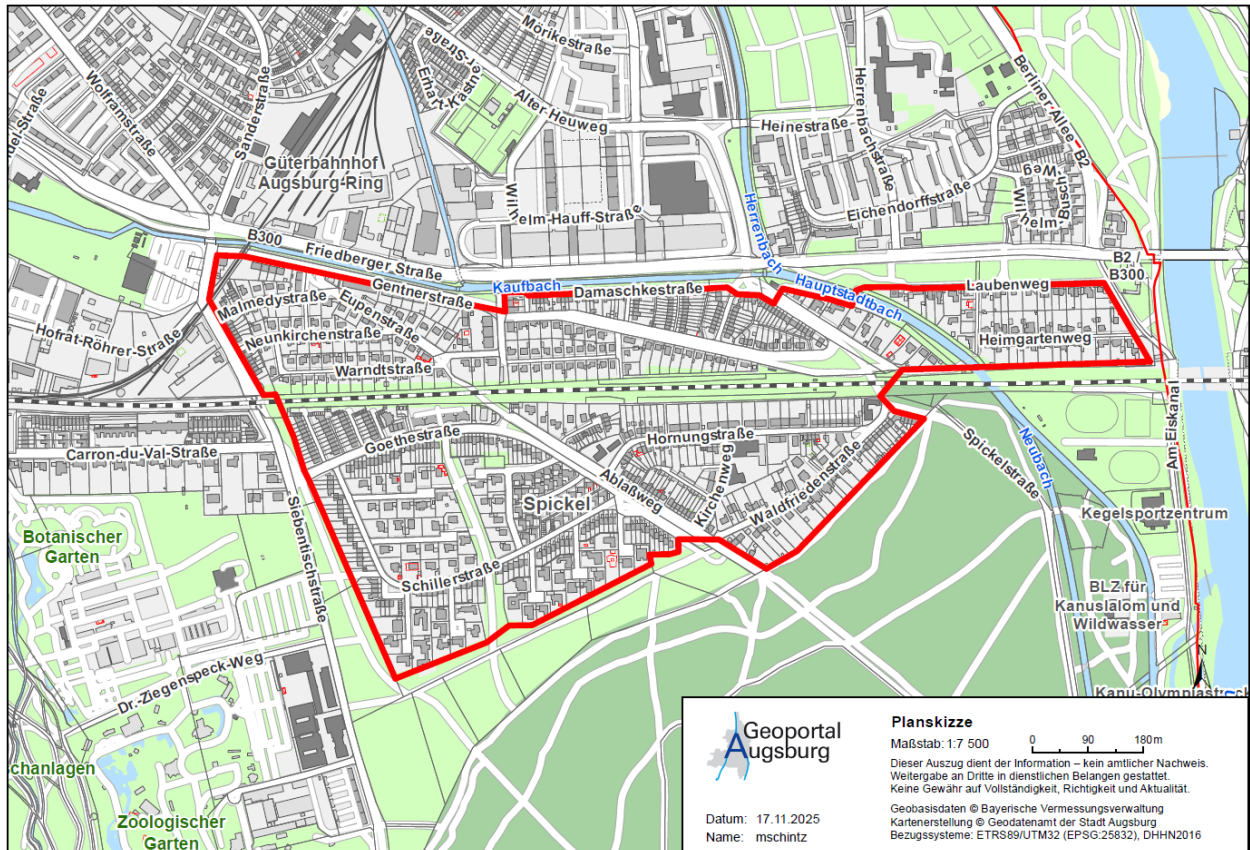 Mörikestraße
Straße
Erhart-Kästner-
Alter-Heuweg
Wolframstraße
Sanderstraße
Güterbahnhof
Augsburg-Ring
Heinestraße
Herrenbachstraße
Berliner-Allee B2
Wilhelm-Busch-
Weg
Wilhelm-Hauff-Straße
Eichendorffstraße
Herrenbach
B300
Friedberger Straße
B2 /
B300
Gentnerstraße
Kaufbach
Damaschkestraße
Hauptstadtbach
Laubenweg
Malmedystraße
Eupenstraße
Hofrat-Röhrer-Straße
Neunkirchenstraße
Heimgartenweg
Warndtstraße
Am Eiskanal
Carron-du-Val-Straße
Goethestraße
Hornungstraße
Neubach
Spickelstraße
Kirchenweg
Waldfriedenstraße
Ablaßweg
Spickel
Siebentischstraße
Kegelsportzentrum
Botanischer
Garten
Schillerstraße
BLZ für
Kanuslalom und
Wildwasser
Dr.-Ziegenspeck-Weg
chanlagen
Zoologischer
Garten
Geoportal
Augsburg
Planskizze
Maßstab: 1:7 500
0 90 180m
Dieser Auszug dient der Information – kein amtlicher Nachweis.
Weitergabe an Dritte in dienstlichen Belangen gestattet.
Keine Gewähr auf Vollständigkeit, Richtigkeit und Aktualität.
Geobasisdaten © Bayerische Vermessungsverwaltung
Kartenerstellung © Geodatenamt der Stadt Augsburg
Bezugssysteme: ETRS89/UTM32 (EPSG:25832), DHHN2016
Datum: 17.11.2025
Name: mschintz